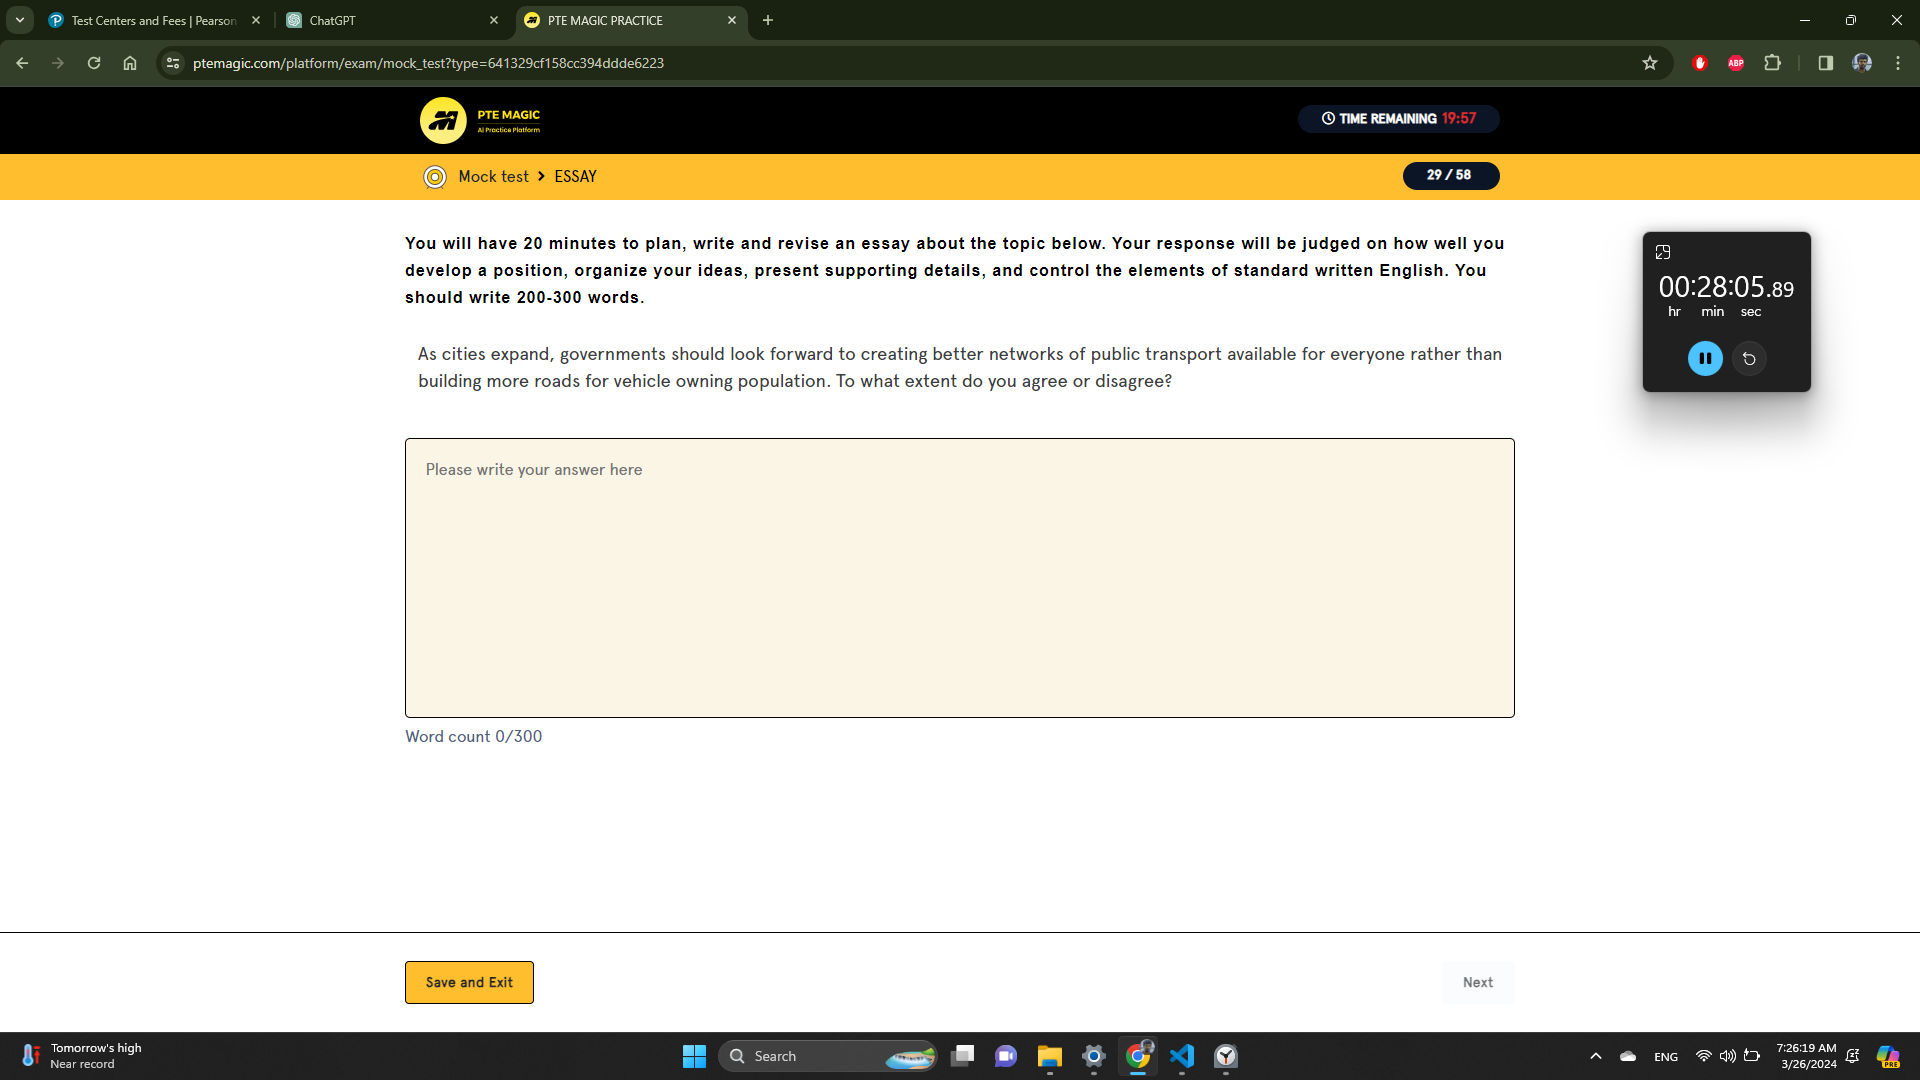 Test Centers and Fees | Pearson
ChatGPT
PTE MAGIC PRACTICE
ptemagic.com/platform/exam/mock_test?type=641329cf158cc394ddde6223
ABP
PTE MAGIC
AI Practice Platform
TIME REMAINING 19:57
Mock test > ESSAY
29 / 58
You will have 20 minutes to plan, write and revise an essay about the topic below. Your response will be judged on how well you
develop a position, organize your ideas, present supporting details, and control the elements of standard written English. You
should write 200-300 words.
00:28:05.89
hr min sec
As cities expand, governments should look forward to creating better networks of public transport available for everyone rather than
building more roads for vehicle owning population. To what extent do you agree or disagree?
Please write your answer here
Word count 0/300
Save and Exit
Next
Tomorrow's high
Near record
Search
ENG
7:26:19 AM
3/26/2024
PRE